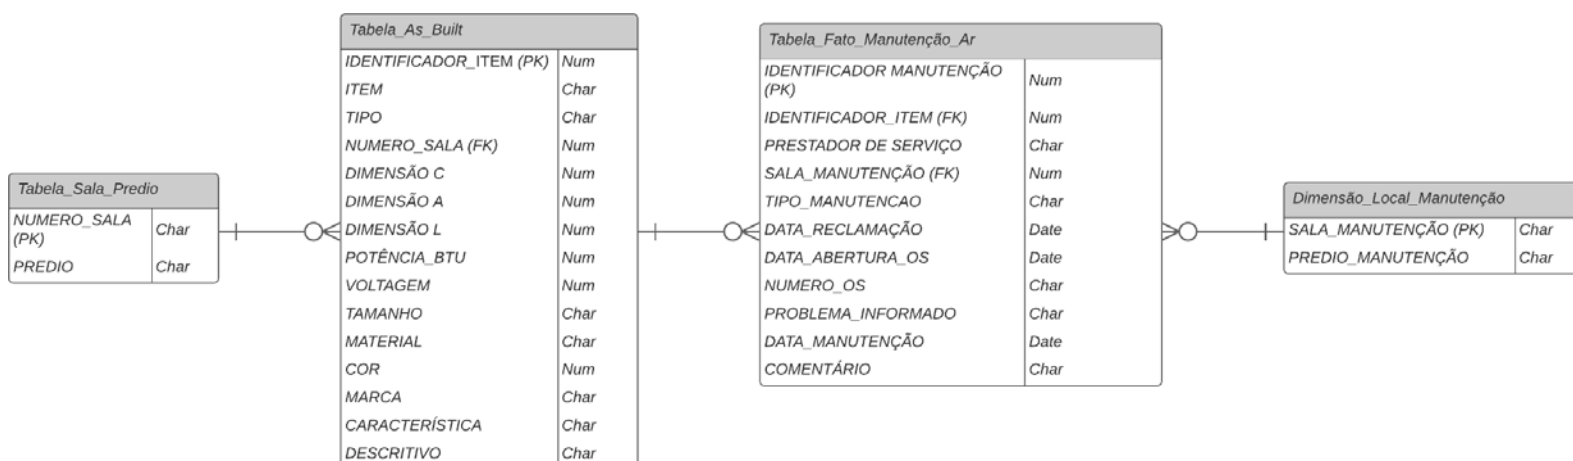 Tabela_Sala_Predio
NUMERO_SALA
(PK) Char
PREDIO Char
Tabela_As_Built
IDENTIFICADOR_ITEM (PK) Num
ITEM Char
TIPO Char
NUMERO_SALA (FK) Num
DIMENSÃO C Num
DIMENSÃO A Num
DIMENSÃO L Num
POTÊNCIA_BTU Num
VOLTAGEM Num
TAMANHO Char
MATERIAL Char
COR Num
MARCA Char
CARACTERÍSTICA Char
DESCRITIVO Char
Tabela_Fato_Manutenção_Ar
IDENTIFICADOR MANUTENÇÃO
(PK) Num
IDENTIFICADOR_ITEM (FK) Num
PRESTADOR DE SERVIÇO Char
SALA_MANUTENÇÃO (FK) Num
TIPO_MANUTENCAO Char
DATA_RECLAMAÇÃO Date
DATA_ABERTURA_OS Date
NUMERO_OS Char
PROBLEMA_INFORMADO Char
DATA_MANUTENÇÃO Date
COMENTÁRIO Char
Dimensão_Local_Manutenção
SALA_MANUTENÇÃO (PK) Char
PREDIO_MANUTENÇÃO Char